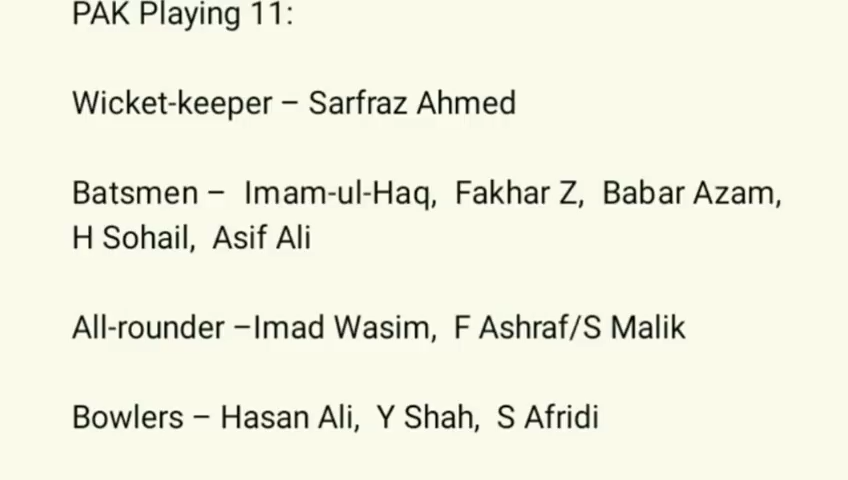 PAK Playing 11:
Wicket-keeper – Sarfraz Ahmed
Batsmen – Imam-ul-Haq, Fakhar Z, Babar Azam,
H Sohail, Asif Ali
All-rounder –Imad Wasim, F Ashraf/S Malik
Bowlers – Hasan Ali, Y Shah, S Afridi